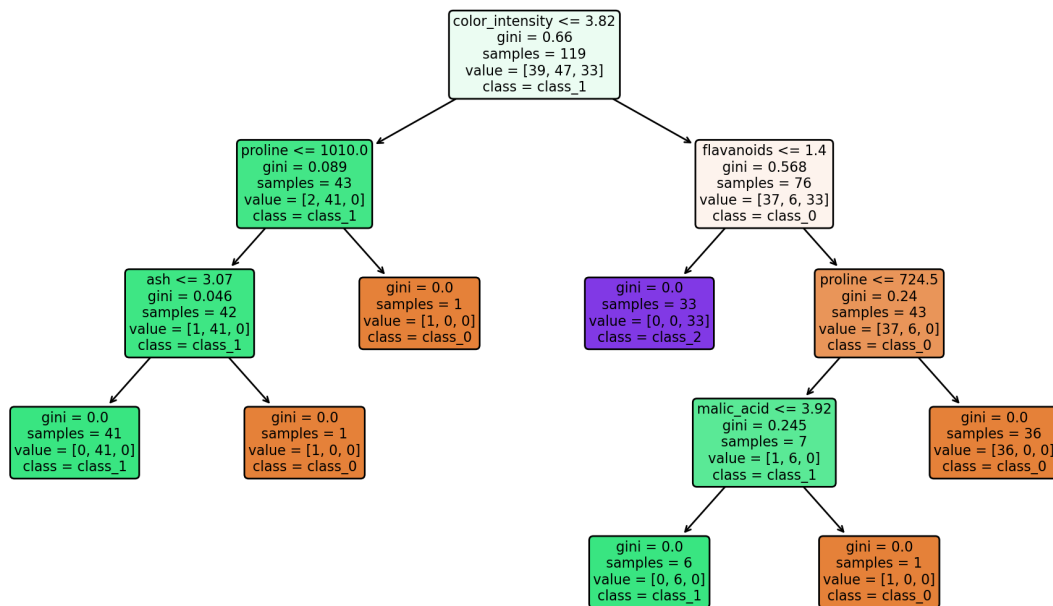 color_intensity <= 3.82
gini = 0.66
samples = 119
value = [39, 47, 33]
class = class_1
proline <= 1010.0
gini = 0.089
samples = 43
value = [2, 41, 0]
class = class_1
flavanoids <= 1.4
gini = 0.568
samples = 76
value = [37, 6, 33]
class = class_0
ash <= 3.07
gini = 0.046
samples = 42
value = [1, 41, 0]
class = class_1
gini = 0.0
samples = 1
value = [1, 0, 0]
class = class_0
gini = 0.0
samples = 33
value = [0, 0, 33]
class = class_2
proline <= 724.5
gini = 0.24
samples = 43
value = [37, 6, 0]
class = class_0
gini = 0.0
samples = 41
value = [0, 41, 0]
class = class_1
gini = 0.0
samples = 1
value = [1, 0, 0]
class = class_0
malic_acid <= 3.92
gini = 0.245
samples = 7
value = [1, 6, 0]
class = class_1
gini = 0.0
samples = 36
value = [36, 0, 0]
class = class_0
gini = 0.0
samples = 6
value = [0, 6, 0]
class = class_1
gini = 0.0
samples = 1
value = [1, 0, 0]
class = class_0